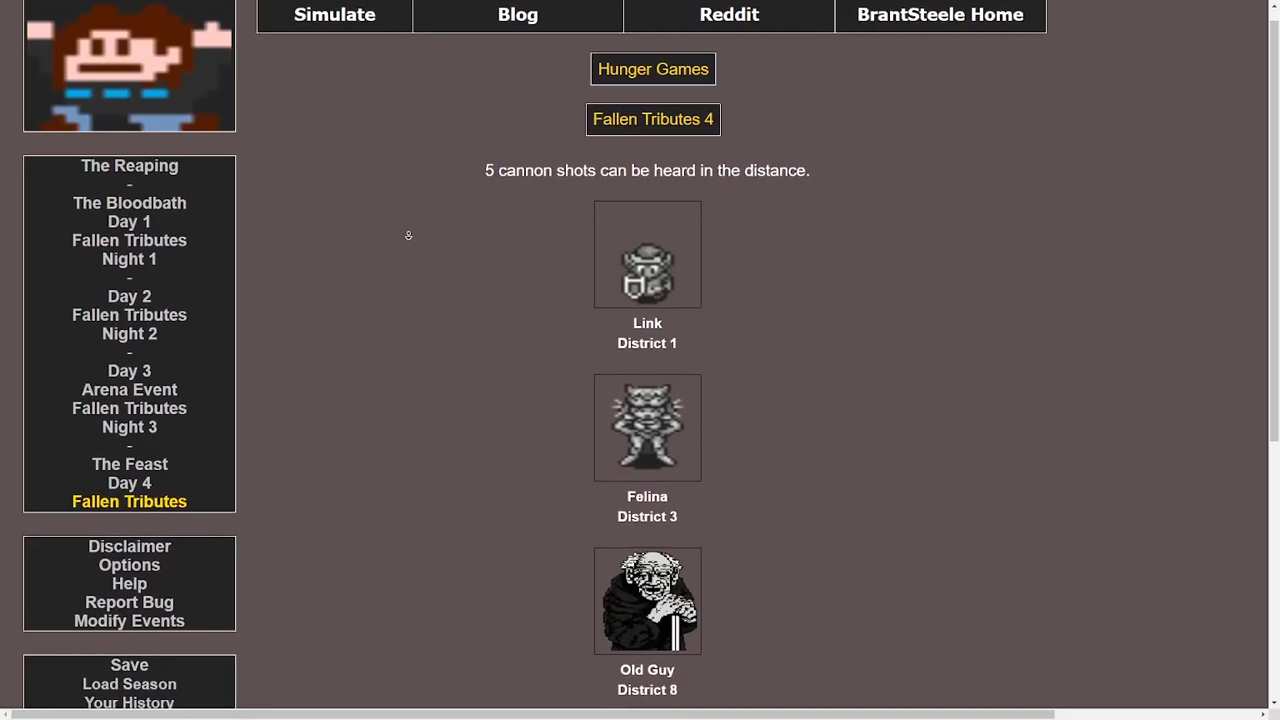 Simulate
Blog
Reddit
BrantSteele Home
The Reaping
-
The Bloodbath
Day 1
Fallen Tributes
Night 1
-
Day 2
Fallen Tributes
Night 2
-
Day 3
Arena Event
Fallen Tributes
Night 3
-
The Feast
Day 4
Fallen Tributes
Disclaimer
Options
Help
Report Bug
Modify Events
Save
Load Season
Your History
Hunger Games
Fallen Tributes 4
5 cannon shots can be heard in the distance.
Link
District 1
Felina
District 3
Old Guy
District 8